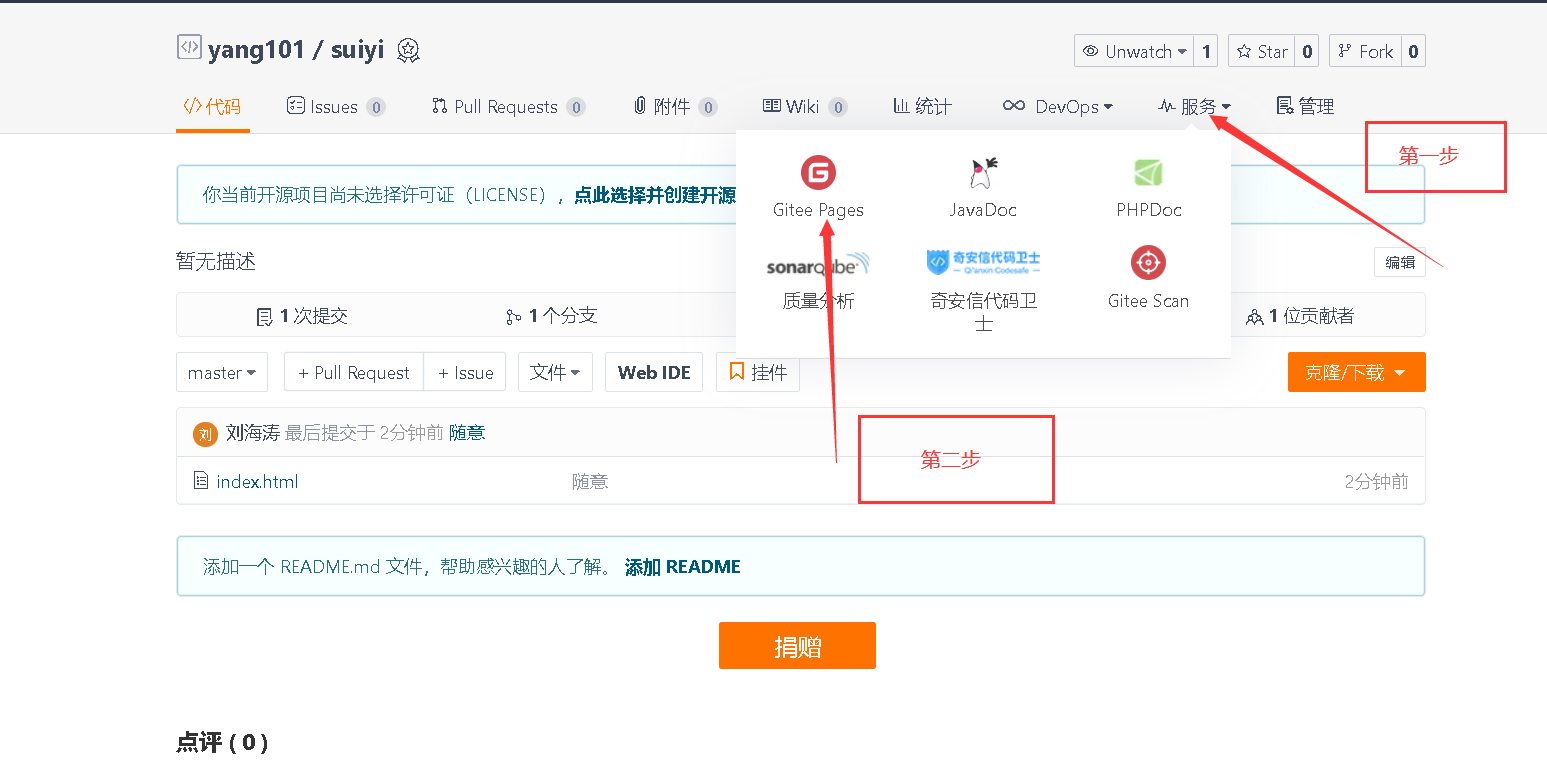 yang101 / suiyi
Unwatch 1 Star 0 Fork 0
代码 Issues 0 Pull Requests 0 附件 0 Wiki 0 统计 DevOps 服务 管理
第一步
你当前开源项目尚未选择许可证（LICENSE），点此选择并创建开源
Gitee Pages JavaDoc PHPDoc
暂无描述
编辑
sonarqube 奇安信代码卫士
Qi'anxin Codesafe
质量分析 奇安信代码卫士 Gitee Scan
1 次提交 1 个分支 1 位贡献者
master + Pull Request + Issue 文件 Web IDE 挂件 克隆/下载
刘 刘海涛 最后提交于 2分钟前 随意
第二步
index.html 随意 2分钟前
添加一个 README.md 文件，帮助感兴趣的人了解。 添加 README
捐赠
点评 ( 0 )